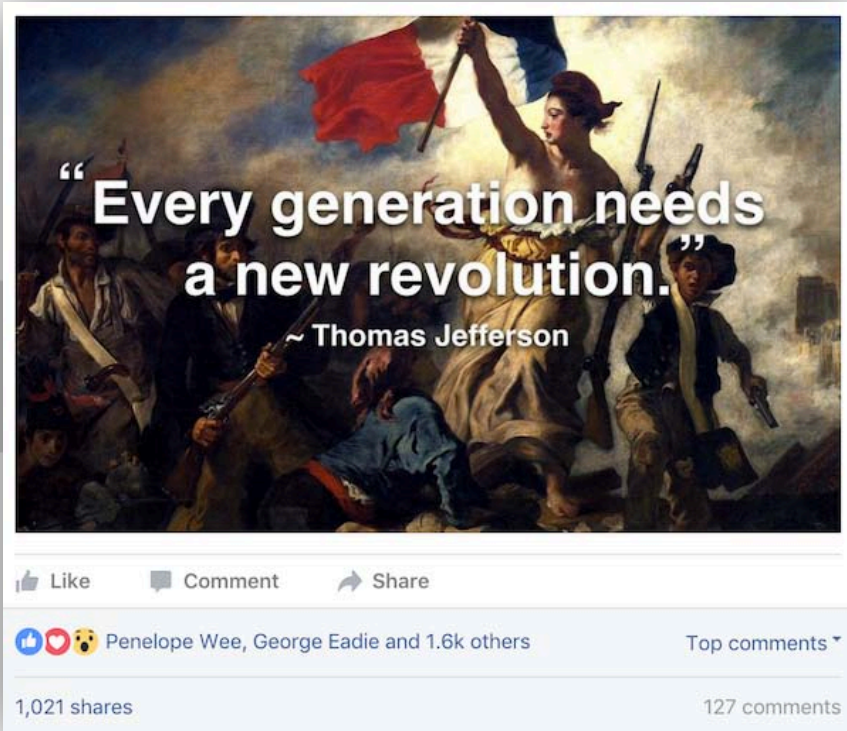 “Every generation needs
a new revolution.”
~ Thomas Jefferson
Like Comment Share
Penelope Wee, George Eadie and 1.6k others Top comments
1,021 shares 127 comments